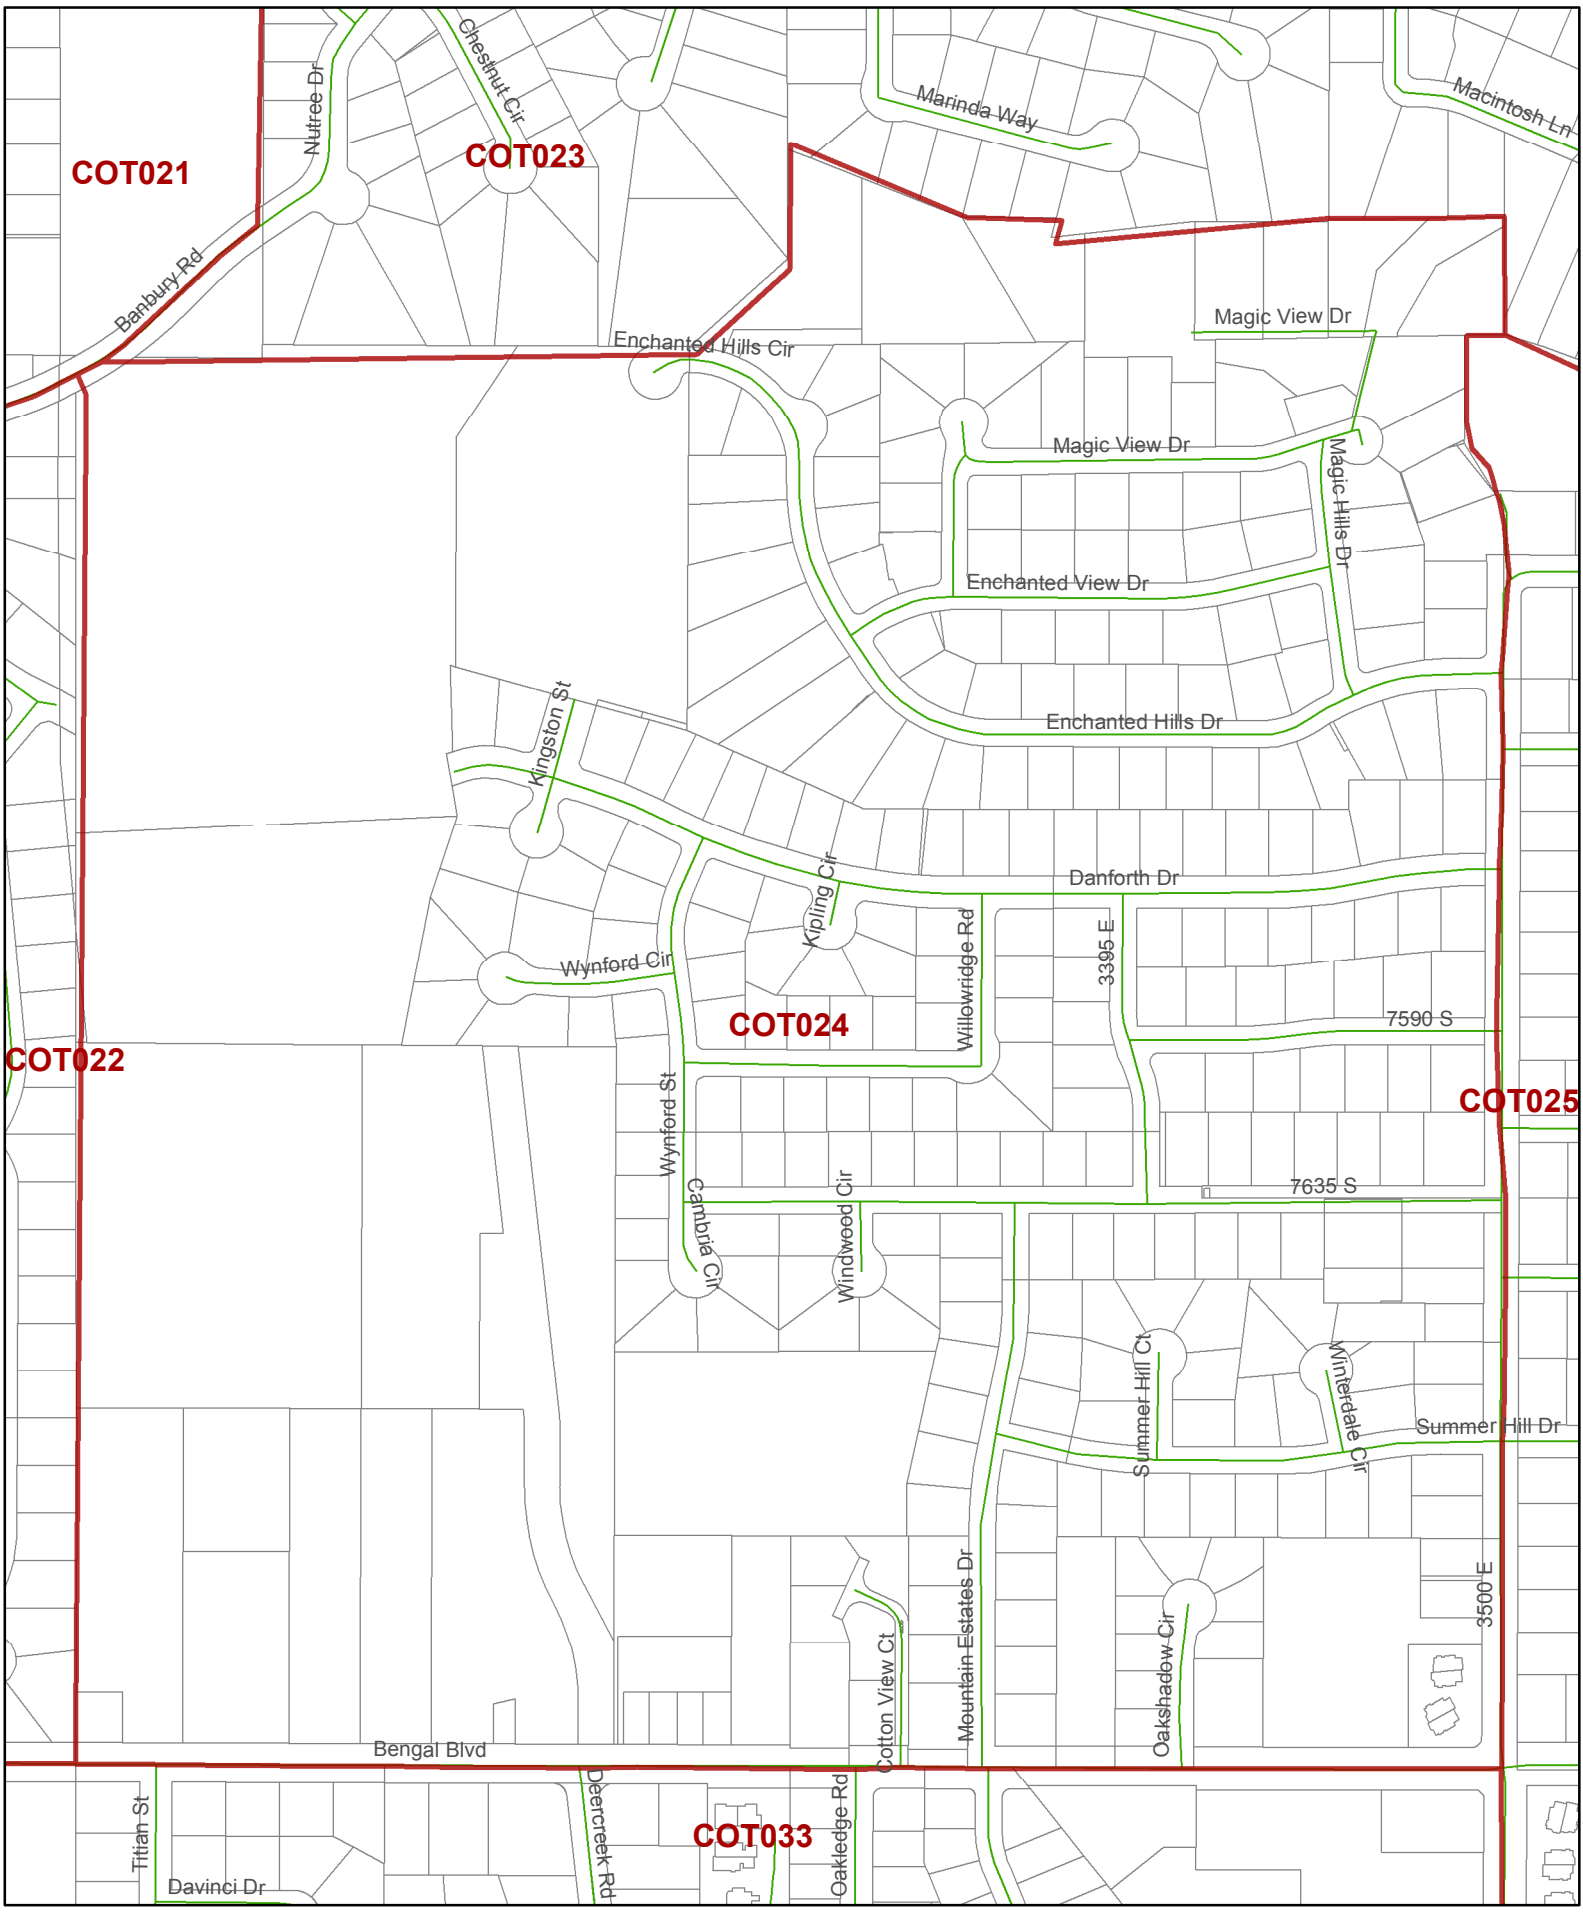 Chestnut Cir
Nutree Dr
Marinda Way
Macintosh Ln
COT023
COT021
Banbury Rd
Magic View Dr
Enchanted Hills Cir
Magic View Dr
Magic Hills Dr
Enchanted View Dr
Kingston St
Enchanted Hills Dr
Kipling Cir
Danforth Dr
Willowridge Rd
3395 E
Wynford Cir
COT024
7590 S
COT022
COT025
Wynford St
Cambria Cir
Windwood Cir
7635 S
Summer Hill Ct
Winterdale Cir
Summer Hill Dr
Mountain Estates Dr
3500 E
Cotton View Ct
Oakshadow Cir
Bengal Blvd
Titian St
Deercreek Rd
COT033
Oakledge Rd
Davinci Dr